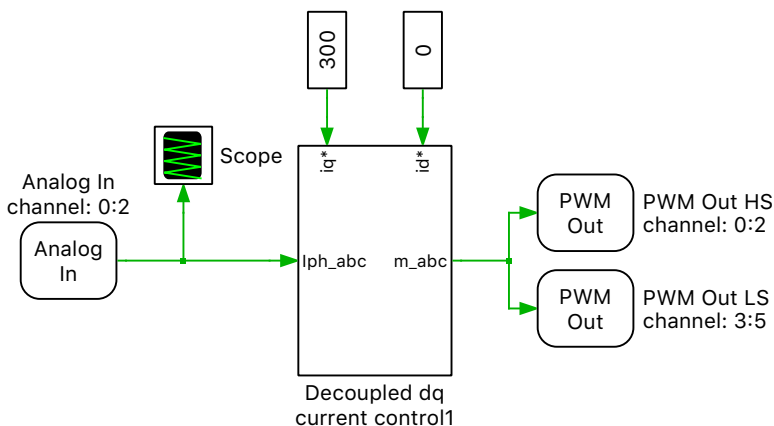 300
0
Scope
iq*
id*
Analog In
channel: 0:2
Analog
In
Iph_abc
m_abc
PWM
Out
PWM Out HS
channel: 0:2
PWM
Out
PWM Out LS
channel: 3:5
Decoupled dq
current control1